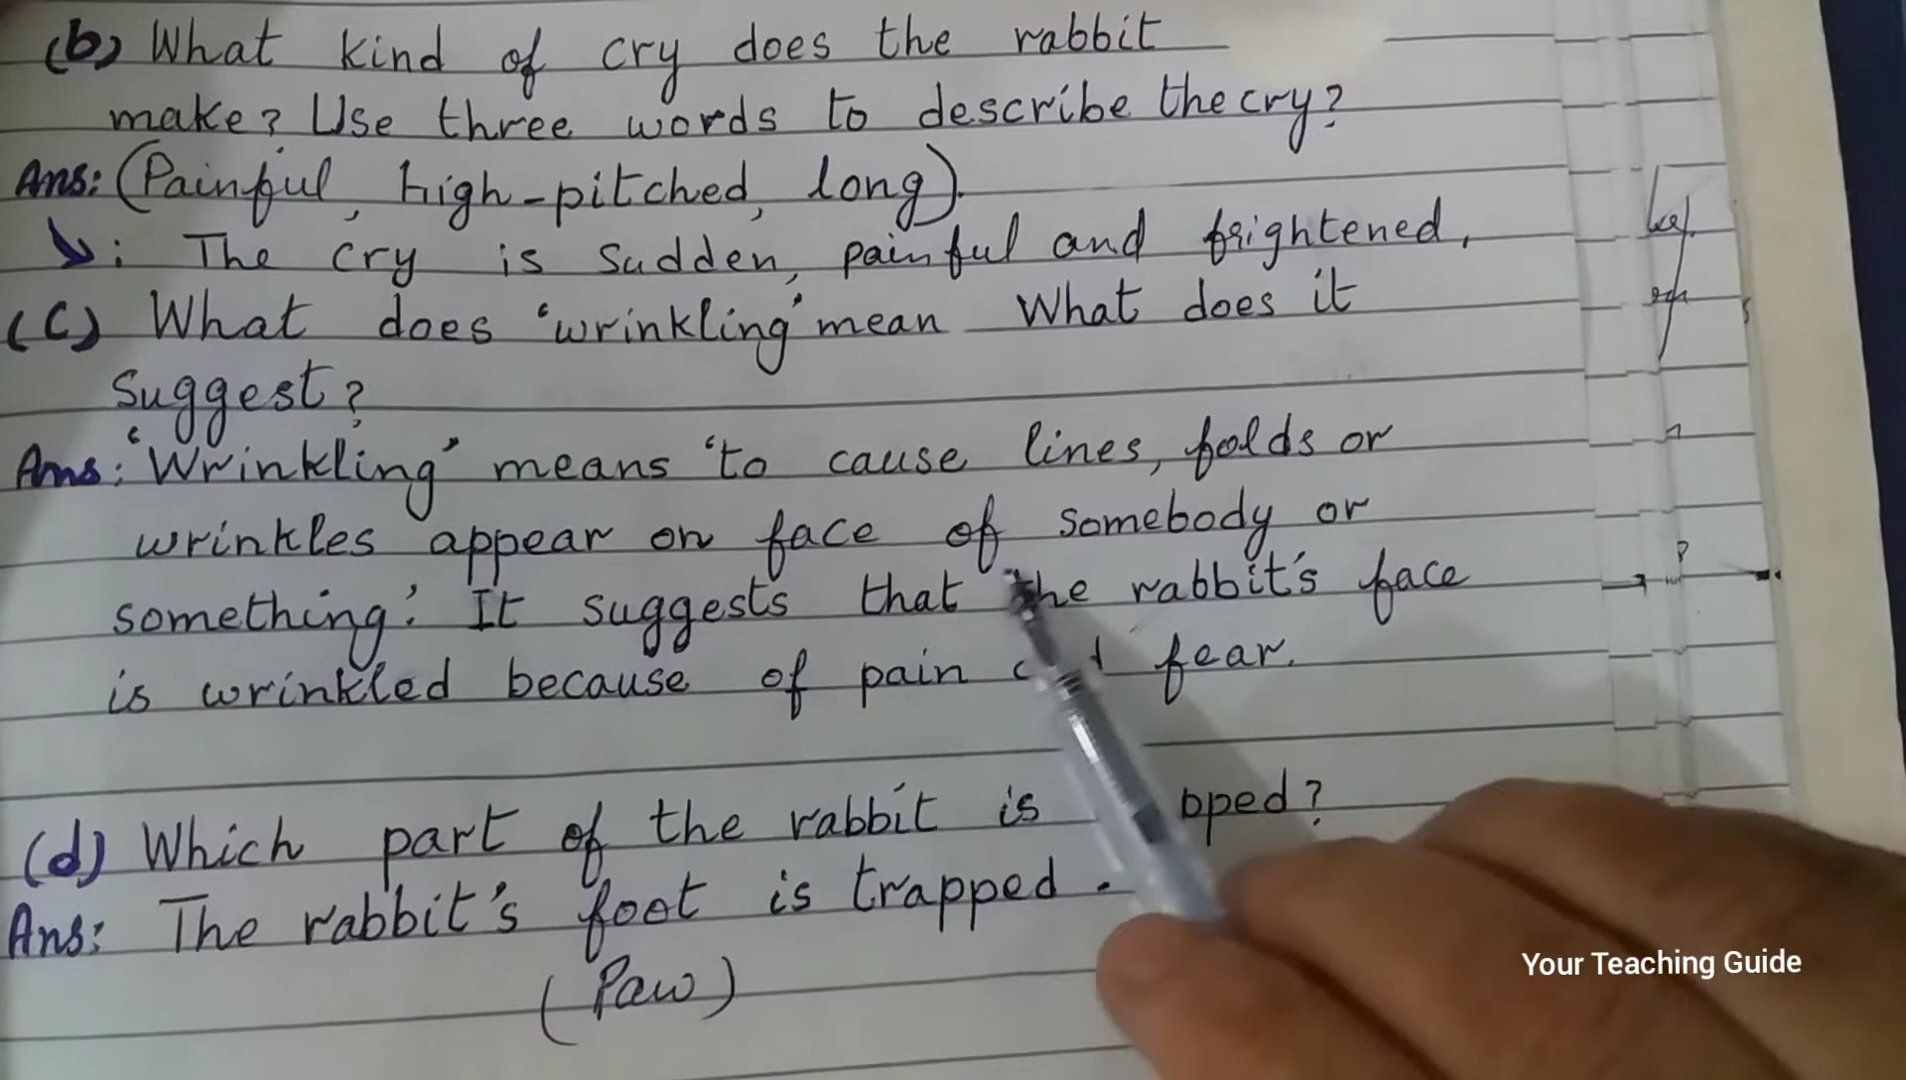 (b) What kind of cry does the rabbit
make? Use three words to describe the cry?
Ans: (Painful, high-pitched, long).
: The cry is sudden, painful and frightened.
(C) What does 'wrinkling' mean What does it
Suggest?
Ans: 'Wrinkling' means 'to cause lines, folds or
wrinkles appear on face of somebody or
something'. It suggests that the rabbit's face
is wrinkled because of pain fear.
(d) Which part of the rabbit is pped?
Ans: The rabbit's foot is trapped.
(Paw)
Your Teaching Guide